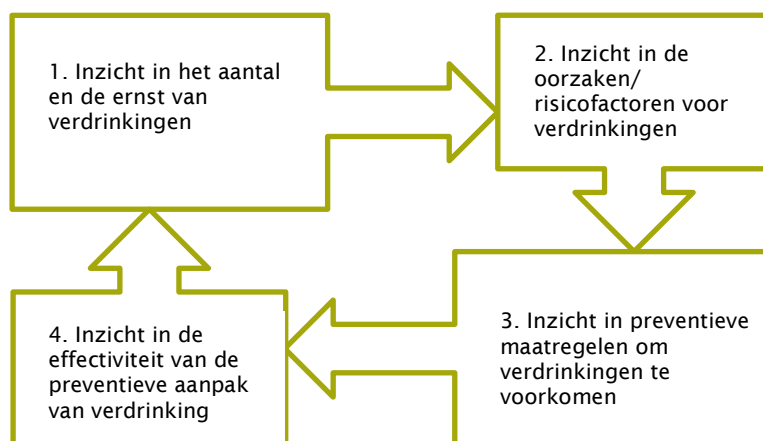 1. Inzicht in het aantal
en de ernst van
verdrinkingen
2. Inzicht in de
oorzaken/
risicofactoren voor
verdrinkingen
3. Inzicht in preventieve
maatregelen om
verdrinkingen te
voorkomen
4. Inzicht in de
effectiviteit van de
preventieve aanpak
van verdrinking